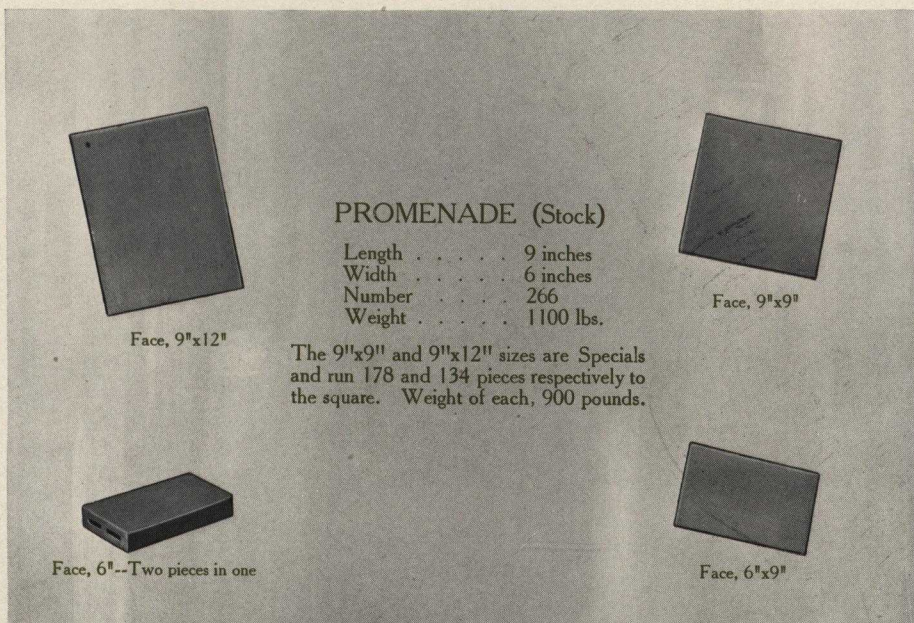 PROMENADE (Stock)
Length . . . . . 9 inches
Width . . . . . 6 inches
Number . . . . 266
Weight . . . . . 1100 lbs.
The 9"x9" and 9"x12" sizes are Specials
and run 178 and 134 pieces respectively to
the square. Weight of each, 900 pounds.
Face, 9"x12"
Face, 9"x9"
Face, 6"--Two pieces in one
Face, 6"x9"